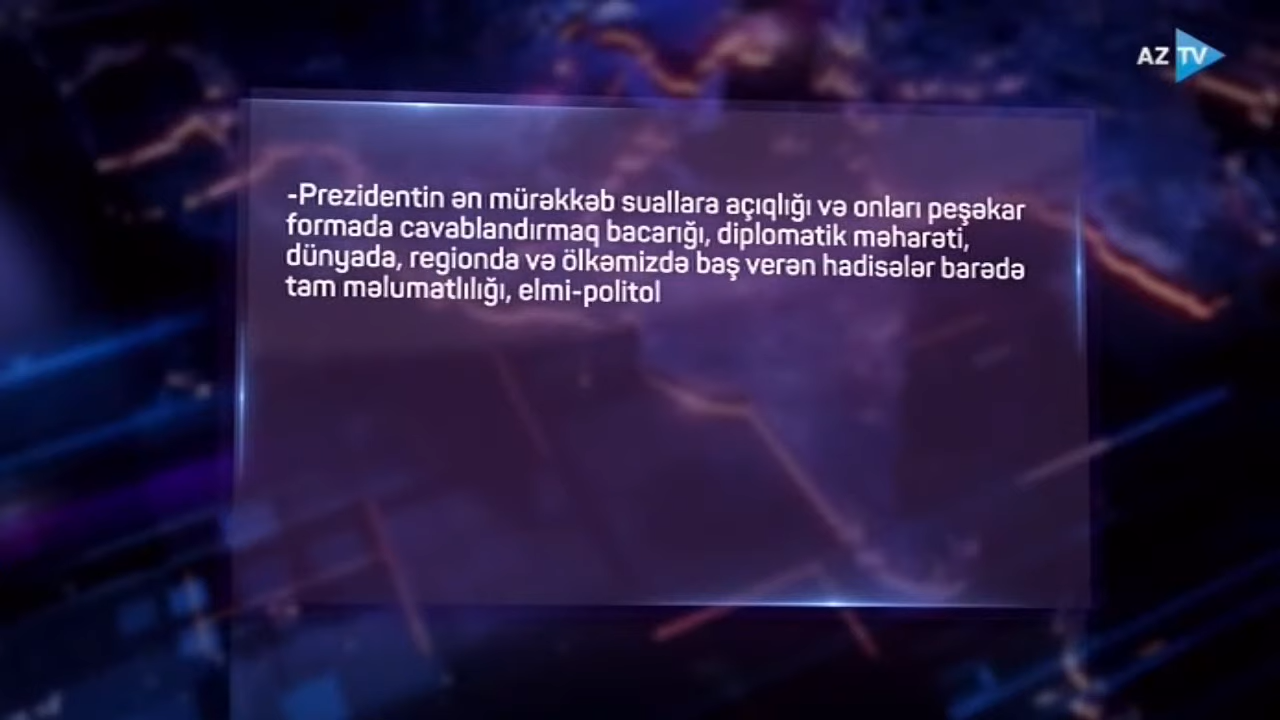 AZ TV
-Prezidentin ən mürəkkəb suallara açıqlığı və onları peşəkar
formada cavablandırmaq bacarığı, diplomatik məharəti,
dünyada, regionda və ölkəmizdə baş verən hadisələr barədə
tam məlumatlılığı, elmi-politol